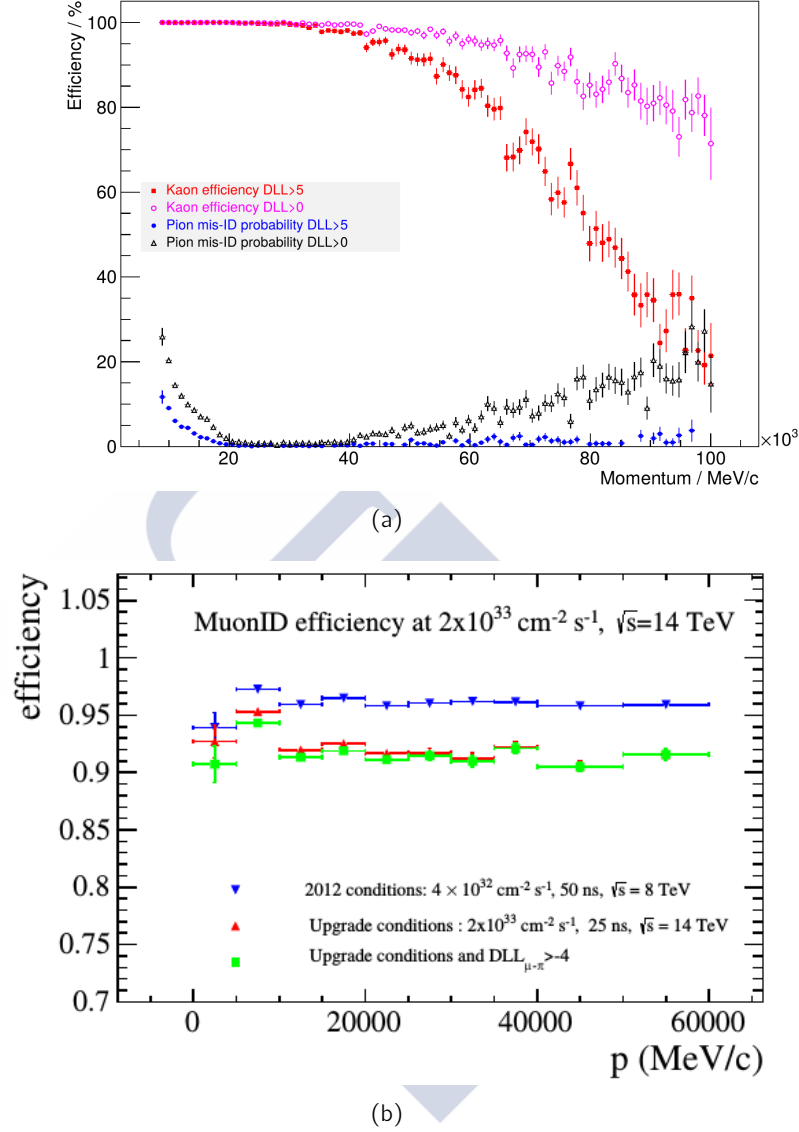 Efficiency / %
100
80
60
40
20
0
Kaon efficiency DLL>5
Kaon efficiency DLL>0
Pion mis-ID probability DLL>5
Pion mis-ID probability DLL>0
20 40 60 80 100 ×10³
Momentum / MeV/c
(a)
efficiency
MuonID efficiency at 2x10³³ cm⁻² s⁻¹, √s=14 TeV
1.05
1
0.95
0.9
0.85
0.8
0.75
0.7
2012 conditions: 4 × 10³² cm⁻² s⁻¹, 50 ns, √s = 8 TeV
Upgrade conditions : 2x10³³ cm⁻² s⁻¹, 25 ns, √s = 14 TeV
Upgrade conditions and DLL_μ-π>-4
0 20000 40000 60000
p (MeV/c)
(b)